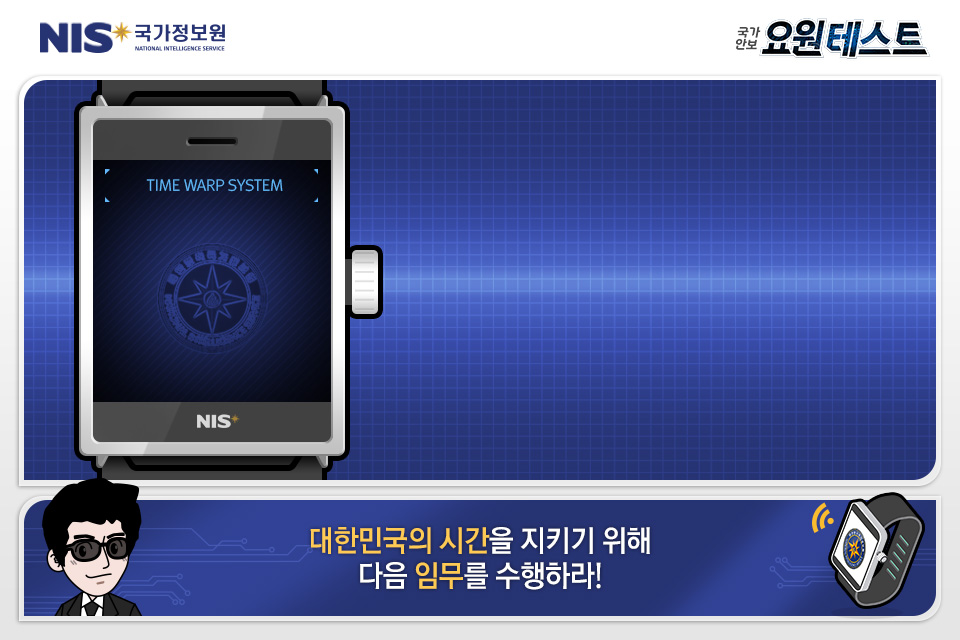 NIS 국가정보원
NATIONAL INTELLIGENCE SERVICE
국가
안보
요원테스트
TIME WARP SYSTEM
NIS
대한민국의 시간을 지키기 위해
다음 임무를 수행하라!